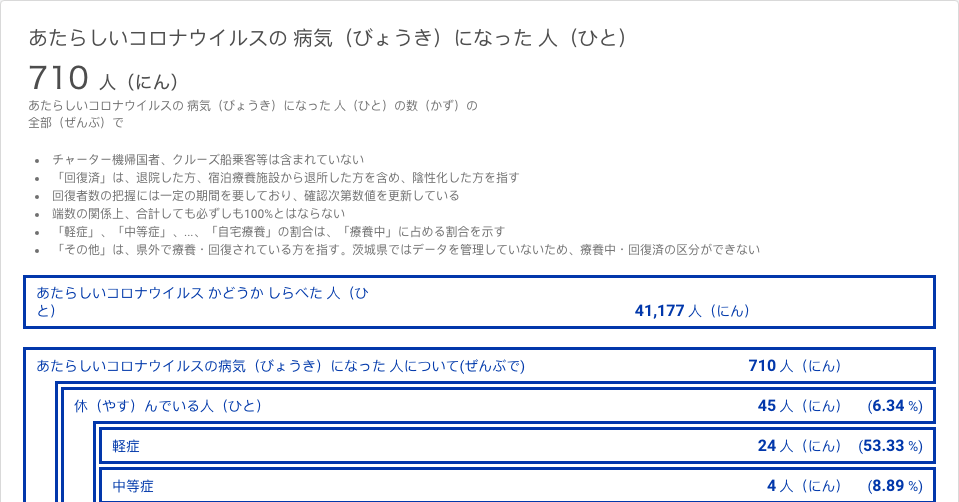 あたらしいコロナウイルスの 病気（びょうき）になった 人（ひと）
710 人（にん）
あたらしいコロナウイルスの 病気（びょうき）になった 人（ひと）の数（かず）の
全部（ぜんぶ）で
• チャーター機帰国者、クルーズ船乗客等は含まれていない
• 「回復済」は、退院した方、宿泊療養施設から退所した方を含め、陰性化した方を指す
• 回復者数の把握には一定の期間を要しており、確認次第数値を更新している
• 端数の関係上、合計しても必ずしも100%とはならない
• 「軽症」、「中等症」、...、「自宅療養」の割合は、「療養中」に占める割合を示す
• 「その他」は、県外で療養・回復されている方を指す。茨城県ではデータを管理していないため、療養中・回復済の区分ができない
あたらしいコロナウイルス かどうか しらべた 人（ひ
と） 41,177 人（にん）
あたらしいコロナウイルスの病気（びょうき）になった 人について(ぜんぶで) 710 人（にん）
休（やす）んでいる人（ひと） 45 人（にん） (6.34 %)
軽症 24 人（にん） (53.33 %)
中等症 4 人（にん） (8.89 %)